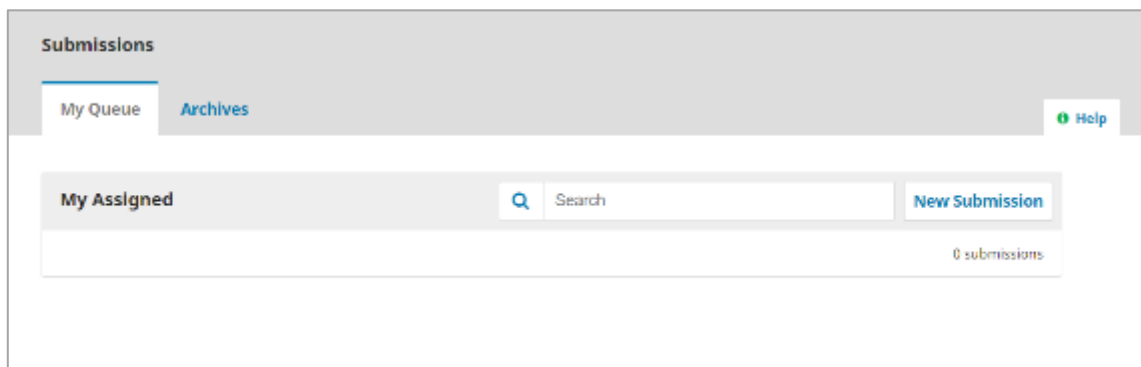 Submissions
My Queue Archives
Help
My Assigned Search New Submission
0 submissions